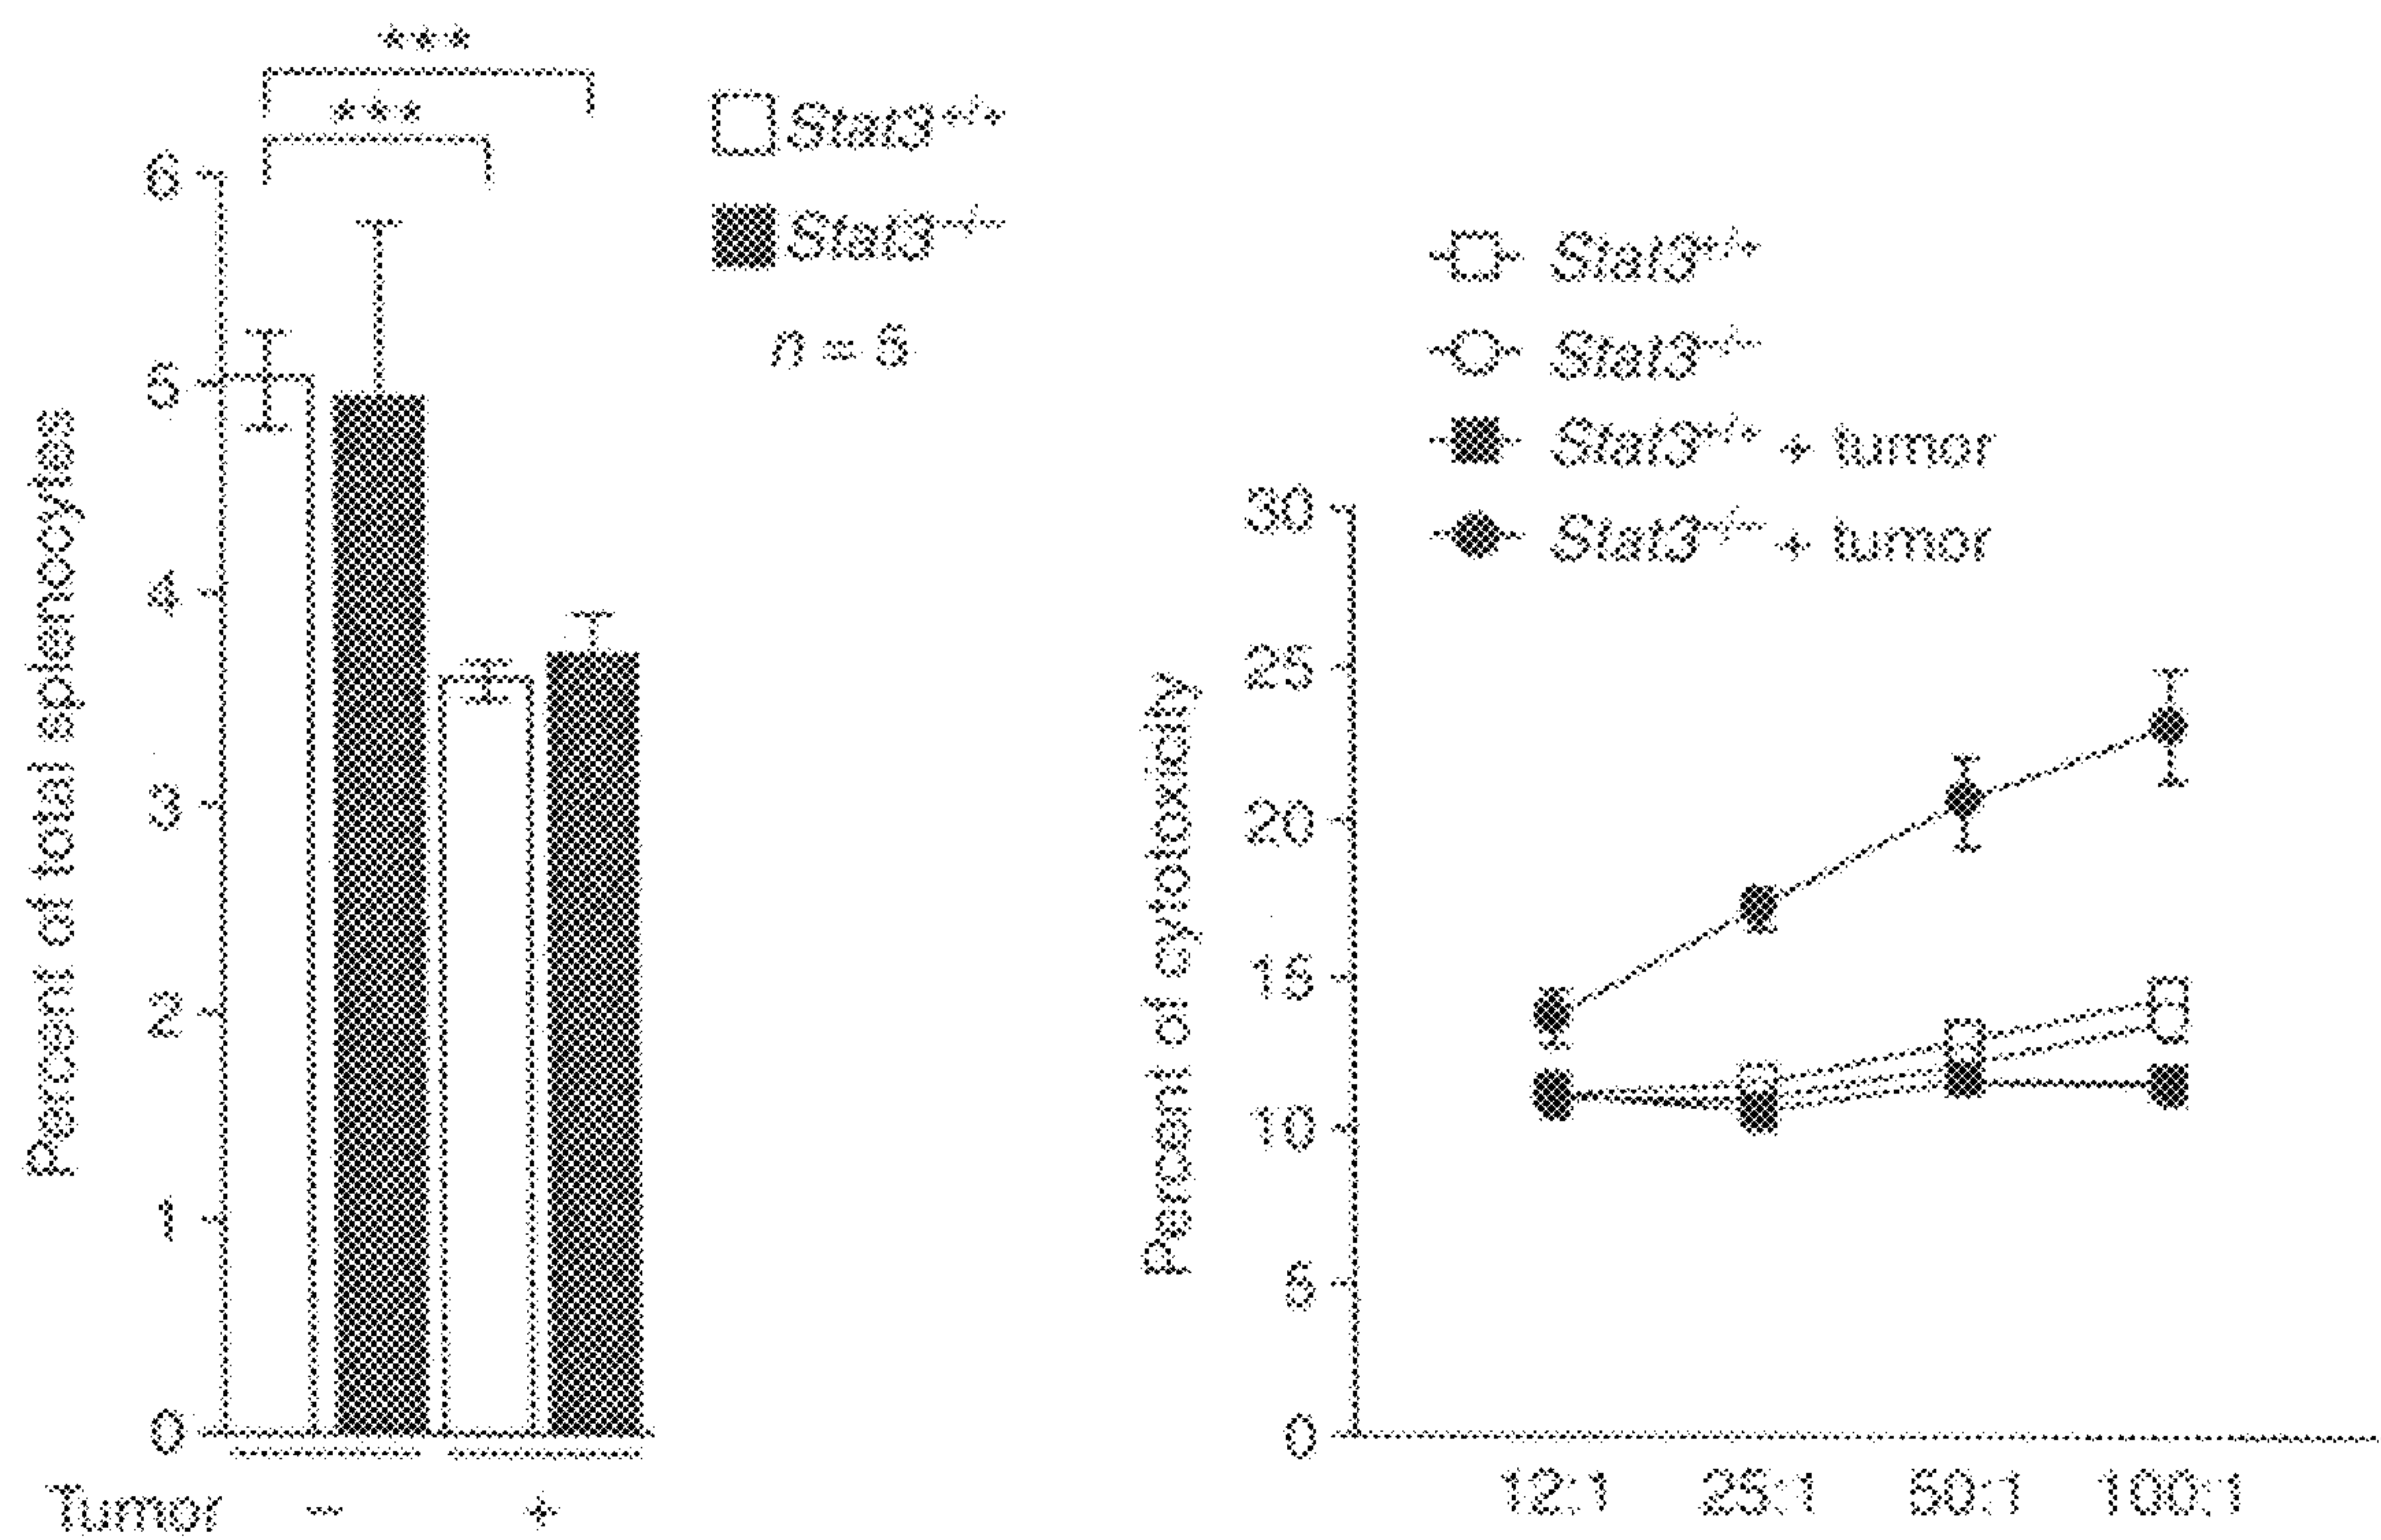 ***
***
Stat3+/+
Stat3-/-
n = 5
6
5
4
3
2
1
0
Percent of total splenocytes
Tumor - +
Stat3+/+
Stat3-/-
Stat3+/+ + tumor
Stat3-/- + tumor
30
25
20
15
10
5
0
Percent of cytotoxicity
12:1 25:1 50:1 100:1